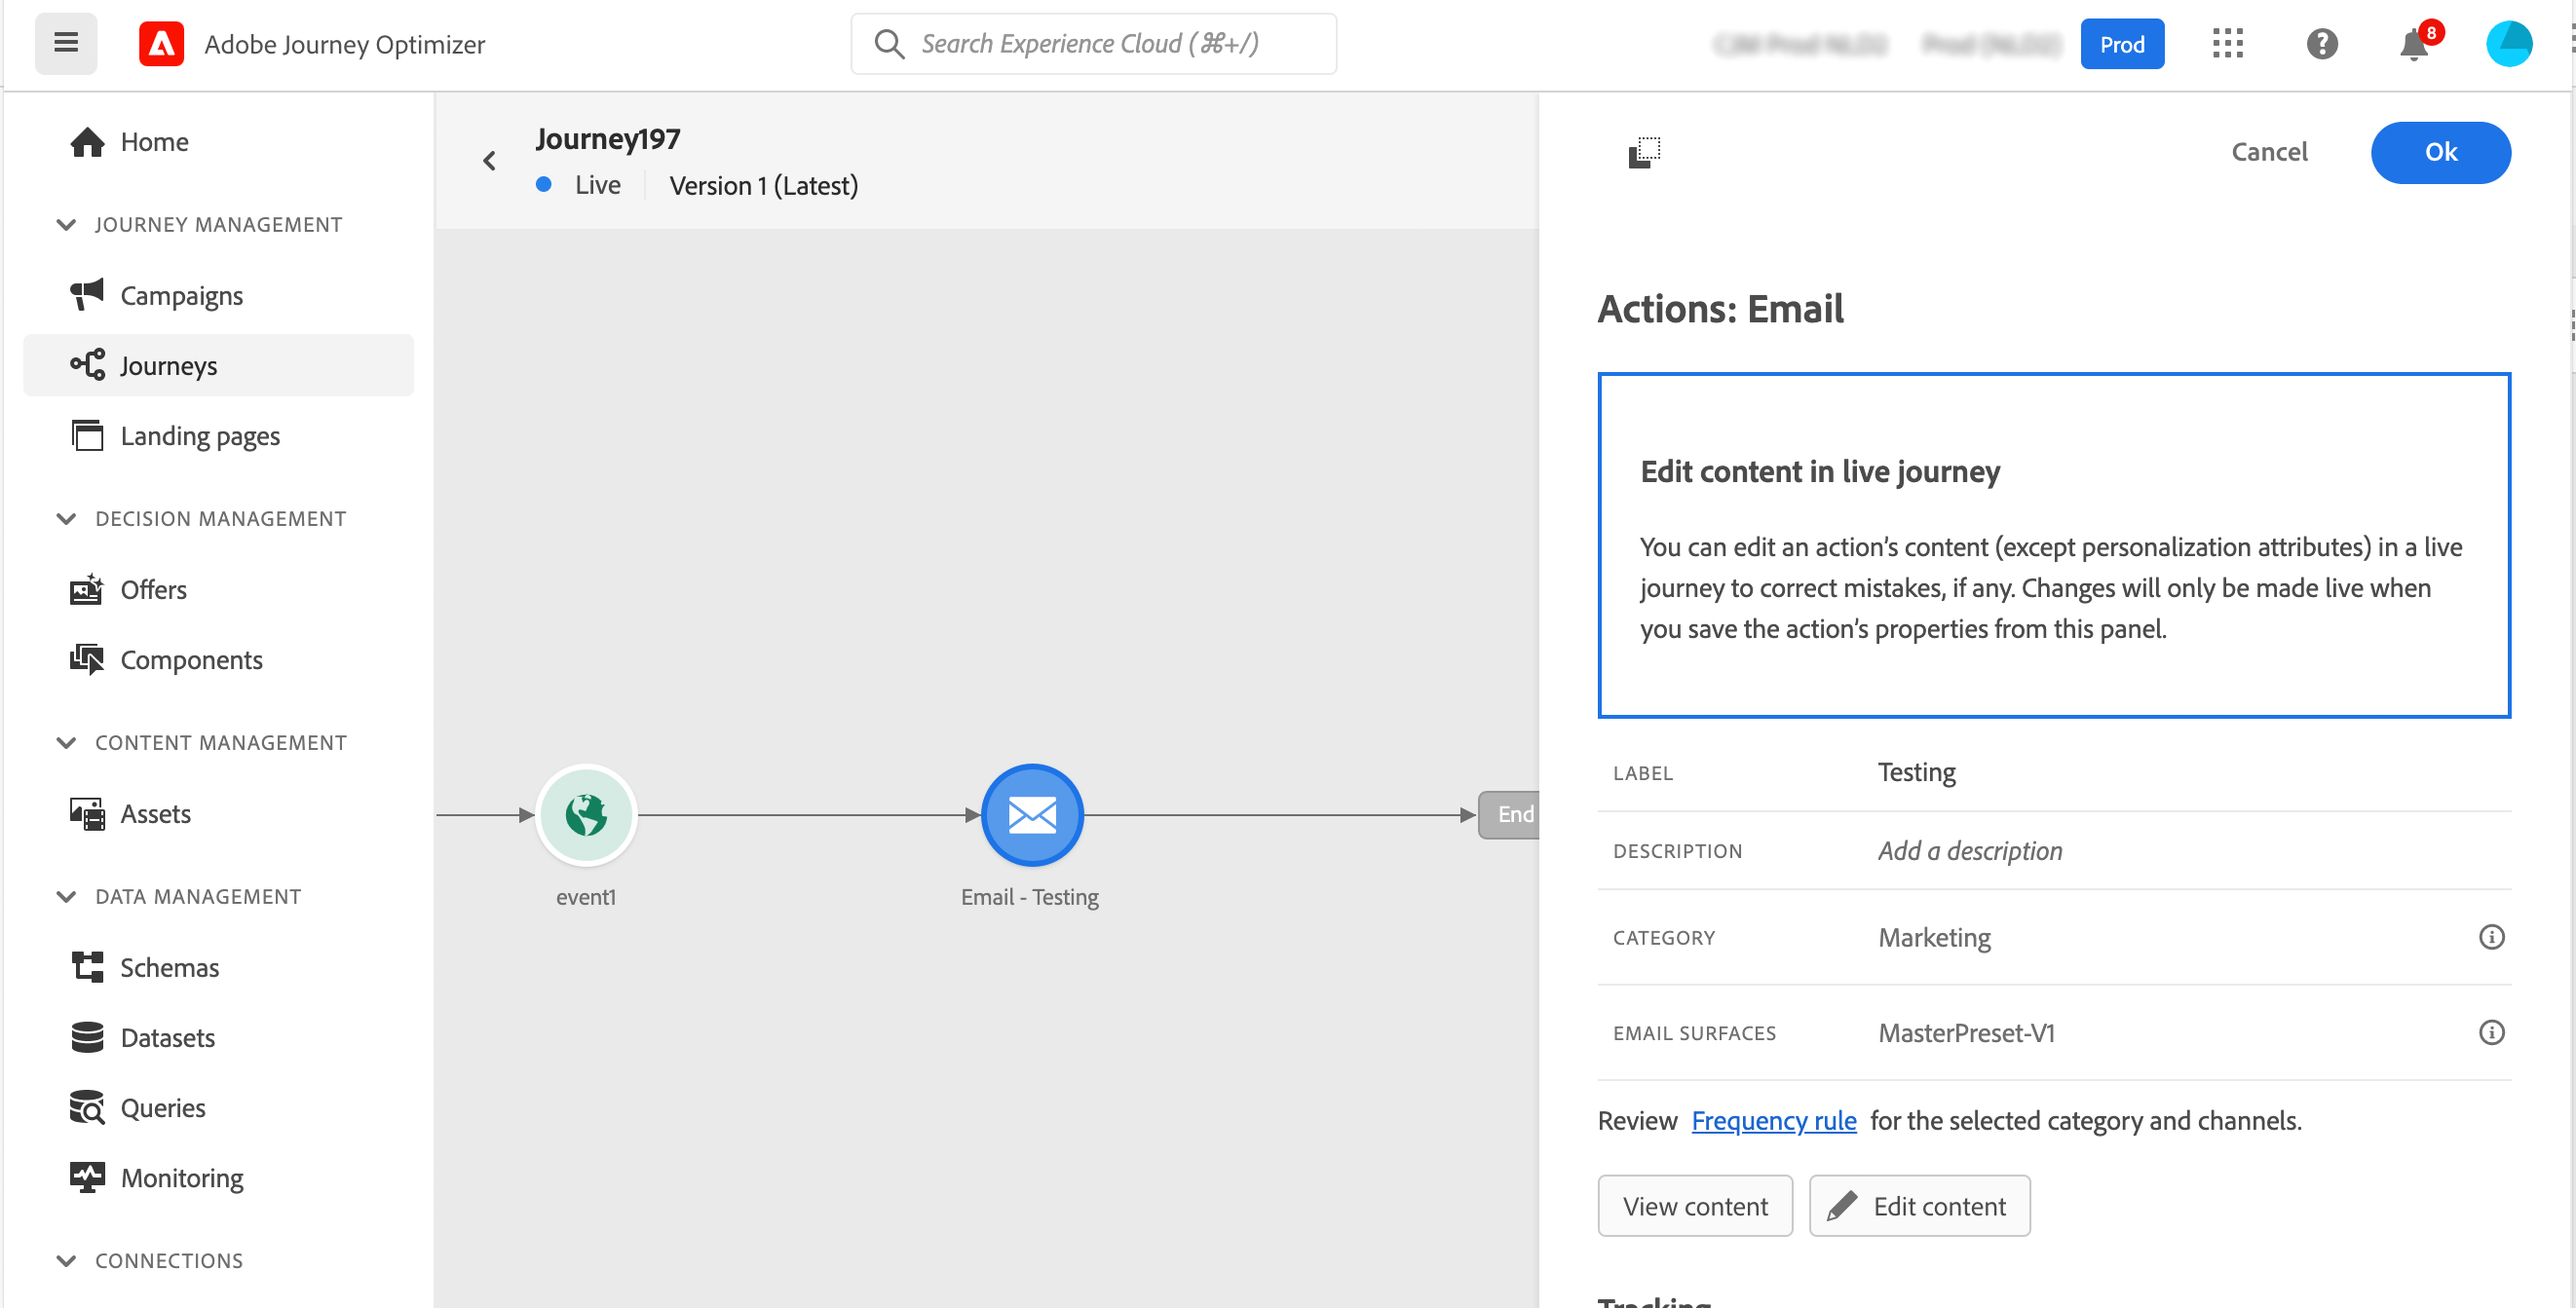 Adobe Journey Optimizer
Search Experience Cloud (⌘+/)
Prod
8
Home
JOURNEY MANAGEMENT
Campaigns
Journeys
Landing pages
DECISION MANAGEMENT
Offers
Components
CONTENT MANAGEMENT
Assets
DATA MANAGEMENT
Schemas
Datasets
Queries
Monitoring
CONNECTIONS
Journey197
Live
Version 1 (Latest)
event1
Email - Testing
End
Cancel
Ok
Actions: Email
Edit content in live journey
You can edit an action’s content (except personalization attributes) in a live
journey to correct mistakes, if any. Changes will only be made live when
you save the action’s properties from this panel.
LABEL Testing
DESCRIPTION Add a description
CATEGORY Marketing
EMAIL SURFACES MasterPreset-V1
Review Frequency rule for the selected category and channels.
View content
Edit content
Tracking